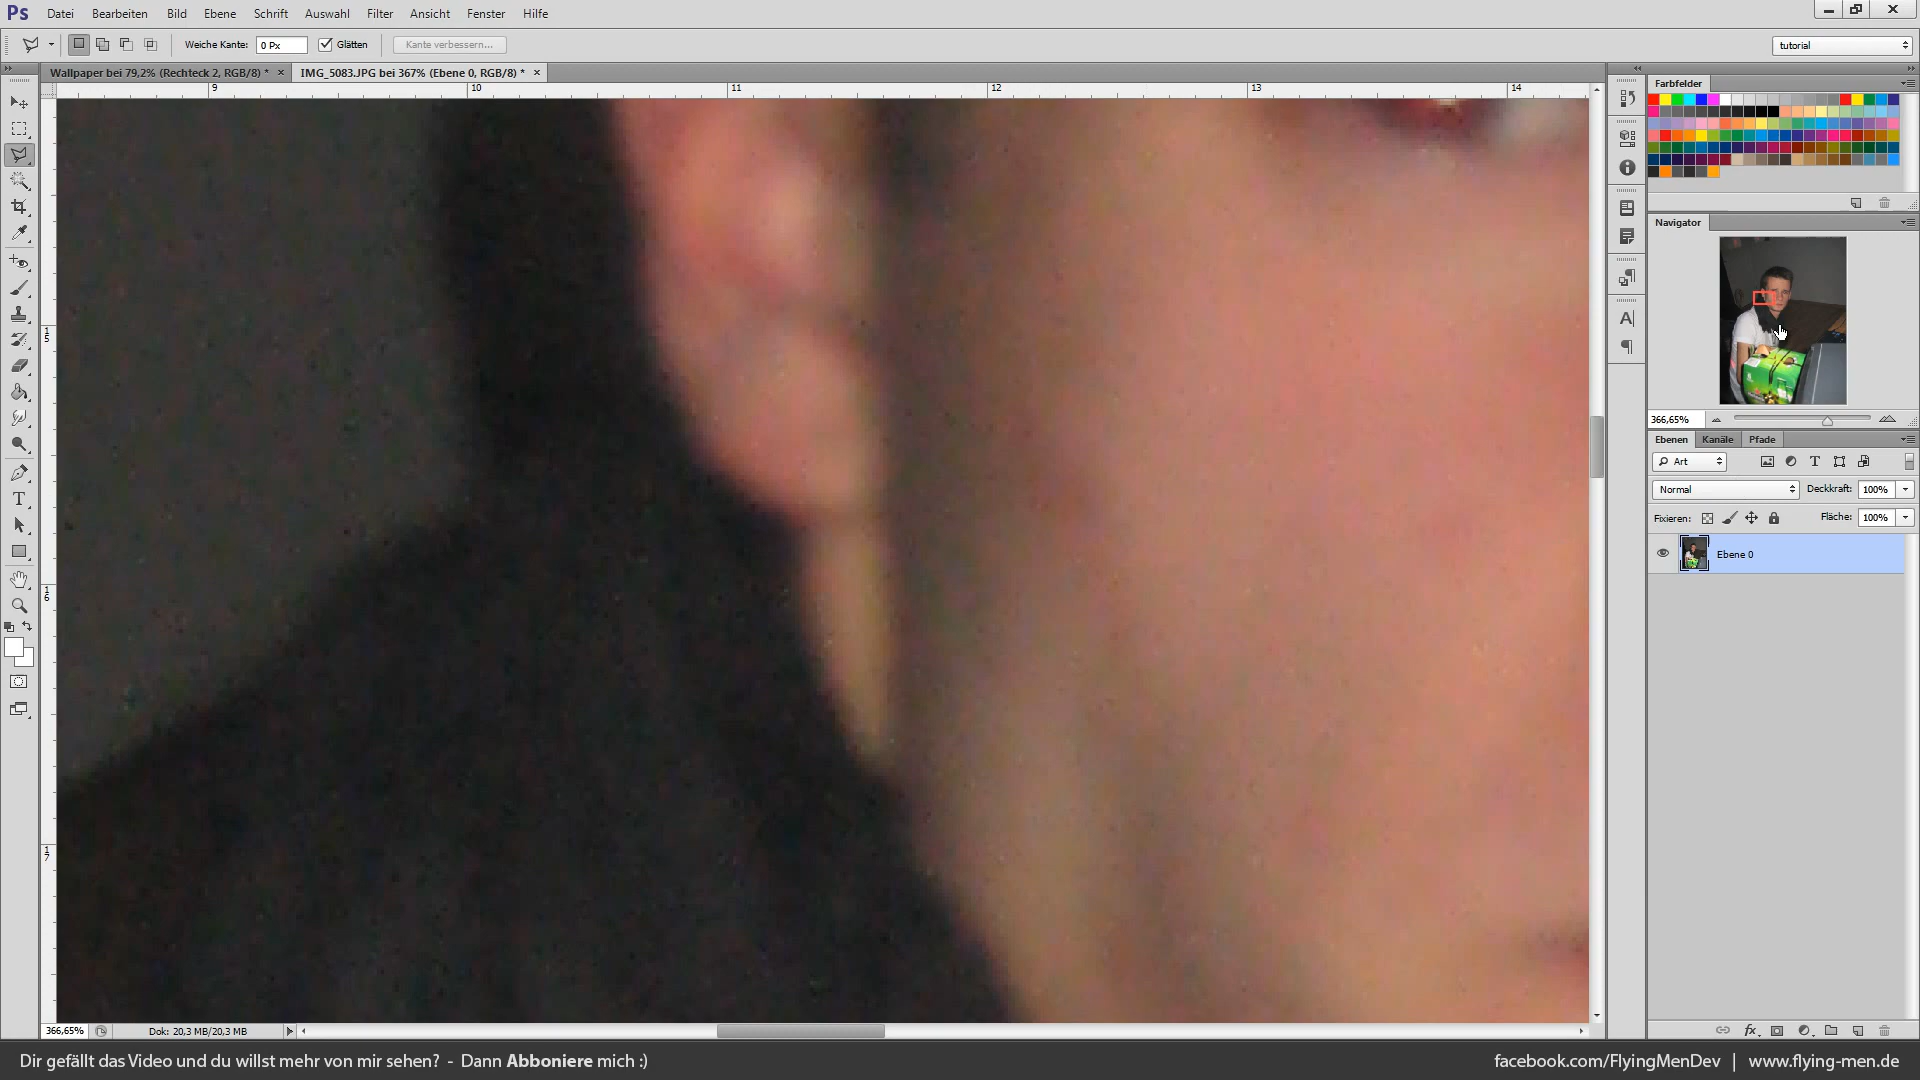 Ps Datei Bearbeiten Bild Ebene Schrift Auswahl Filter Ansicht Fenster Hilfe
Weiche Kante: 0 Px Glätten Kante verbessern... tutorial
Wallpaper bei 79,2% (Rechteck 2, RGB/8) * × IMG_5083.JPG bei 367% (Ebene 0, RGB/8) * ×
9 10 11 12 13 14
15
16
17
Farbfelder
Navigator
366,65%
Ebenen Kanäle Pfade
Art
Normal Deckkraft: 100%
Fixieren: Fläche: 100%
Ebene 0
366,65% Dok: 20,3 MB/20,3 MB
Dir gefällt das Video und du willst mehr von mir sehen? - Dann Abboniere mich :) facebook.com/FlyingMenDev | www.flying-men.de